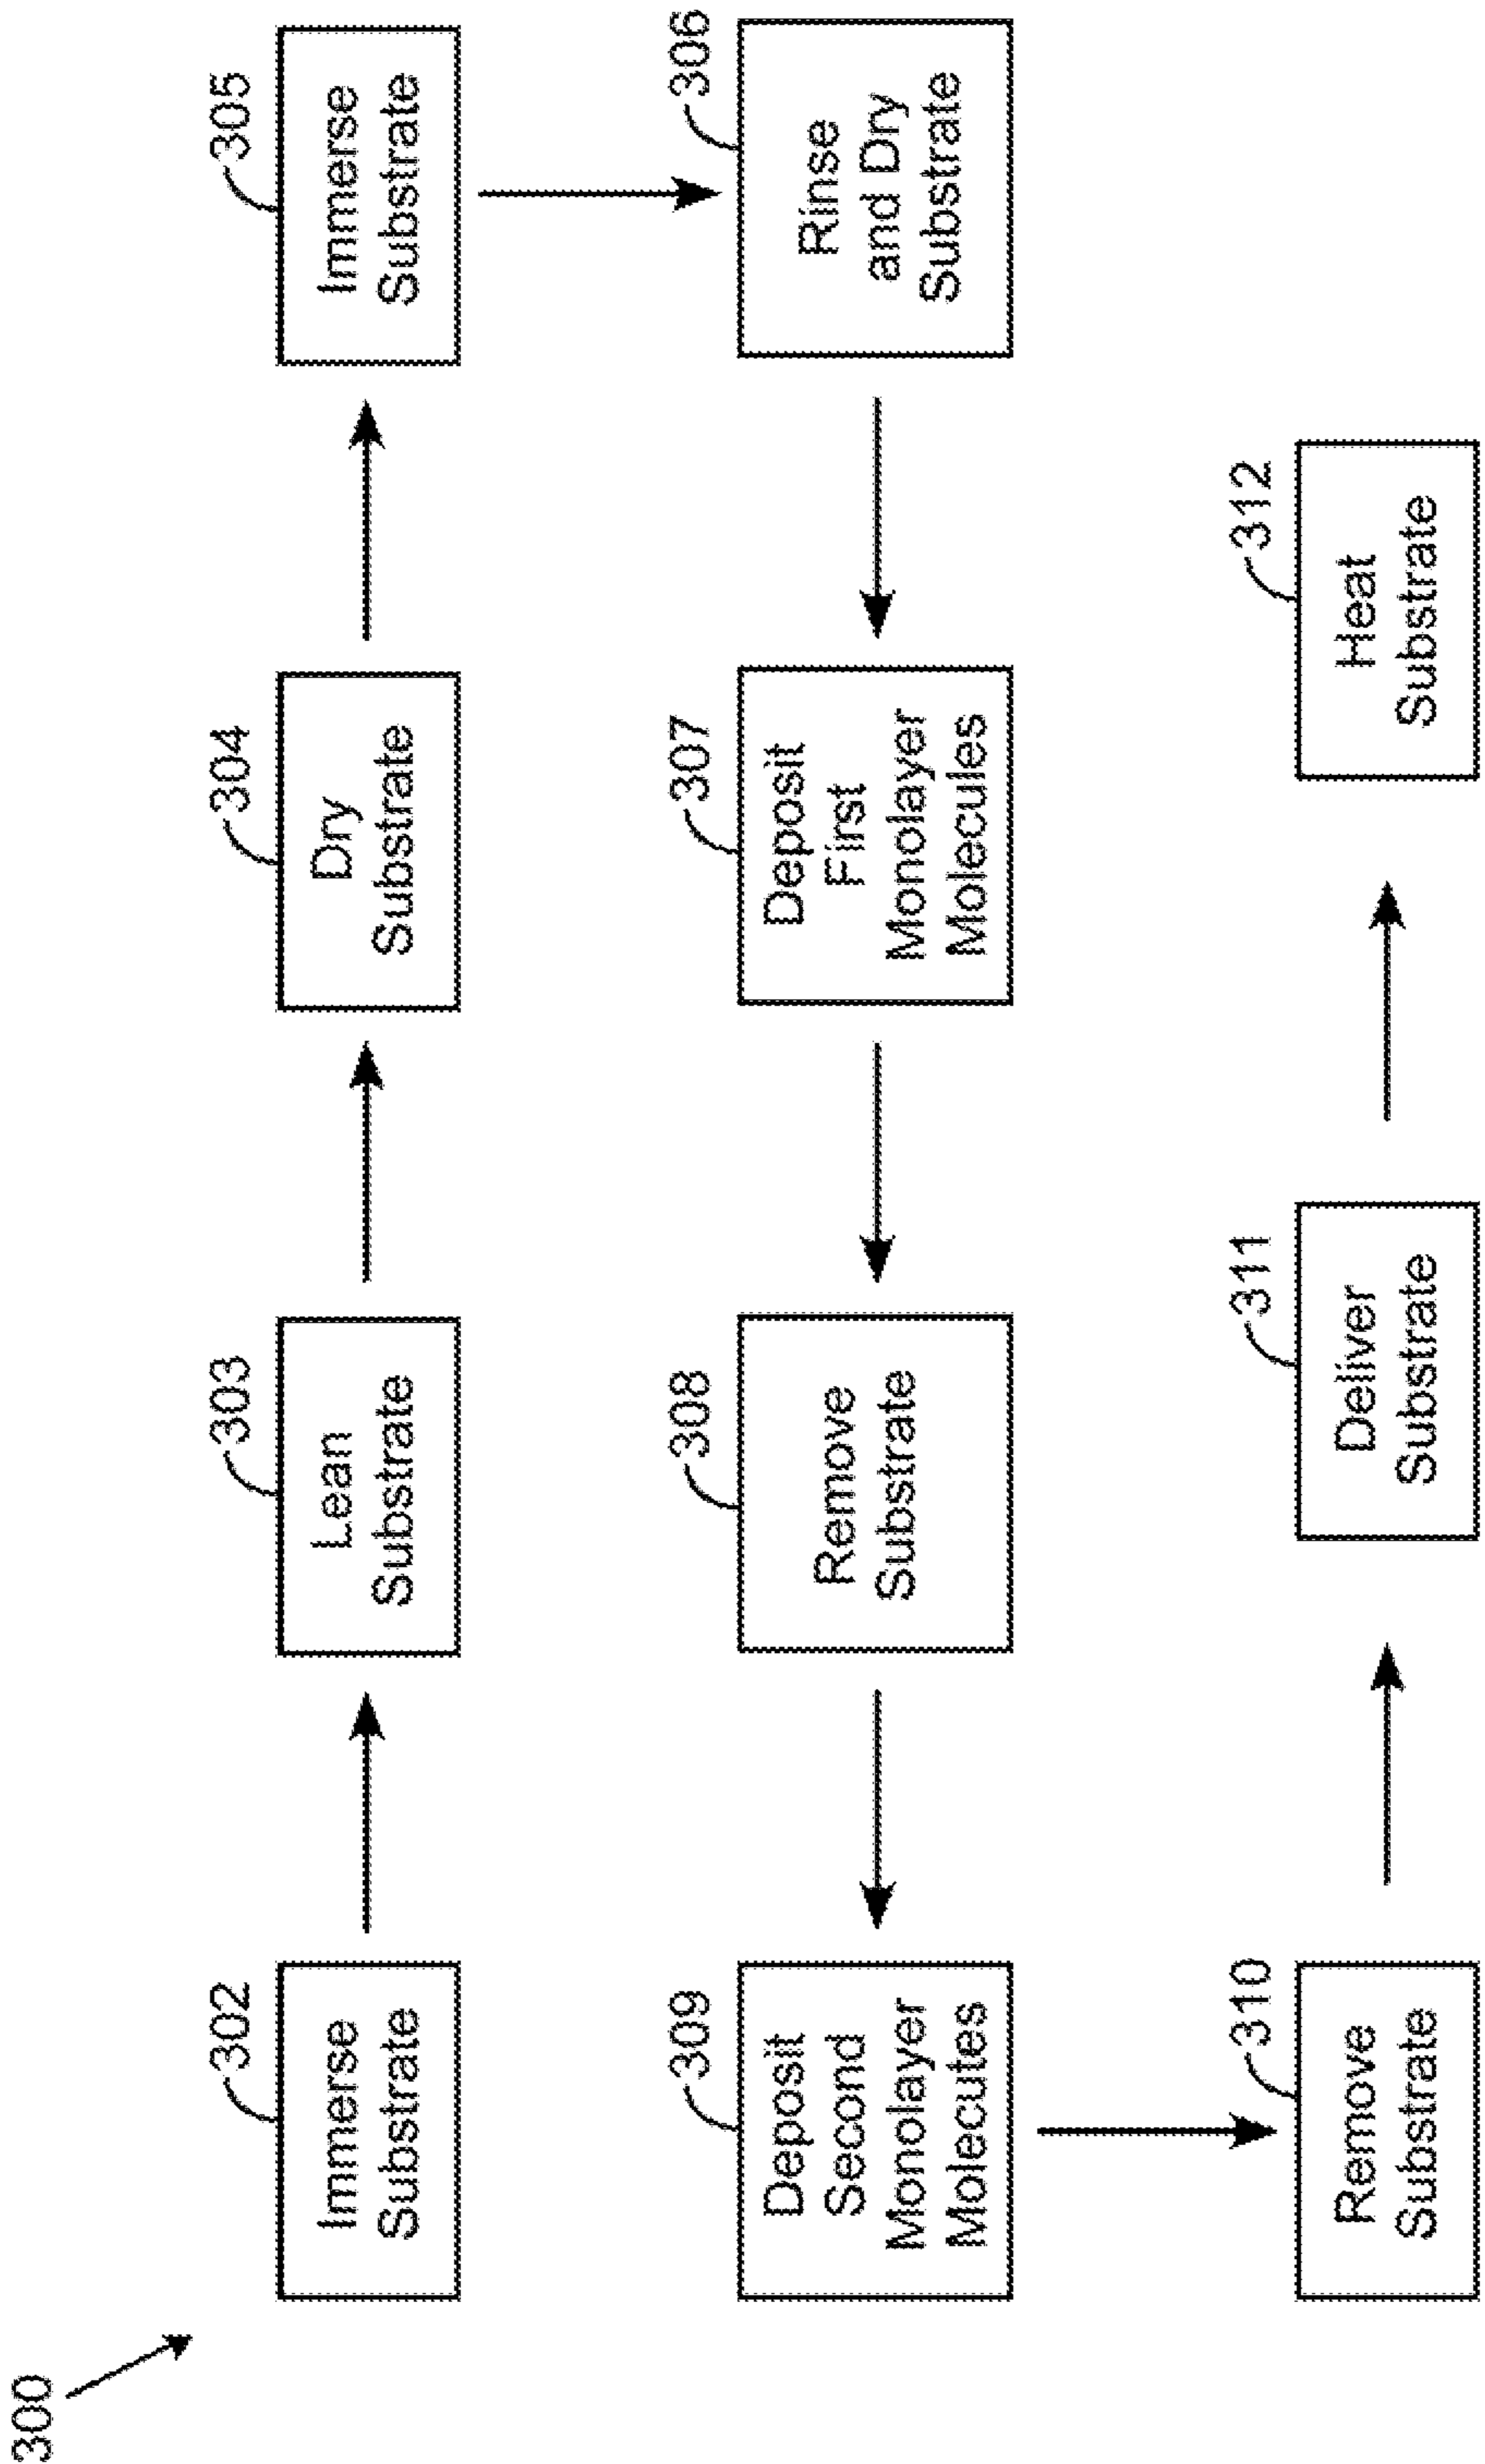 300
302
Immerse
Substrate
303
Lean
Substrate
304
Dry
Substrate
305
Immerse
Substrate
306
Rinse
and Dry
Substrate
307
Deposit
First
Monolayer
Molecules
308
Remove
Substrate
309
Deposit
Second
Monolayer
Molecutes
310
Remove
Substrate
311
Deliver
Substrate
312
Heat
Substrate